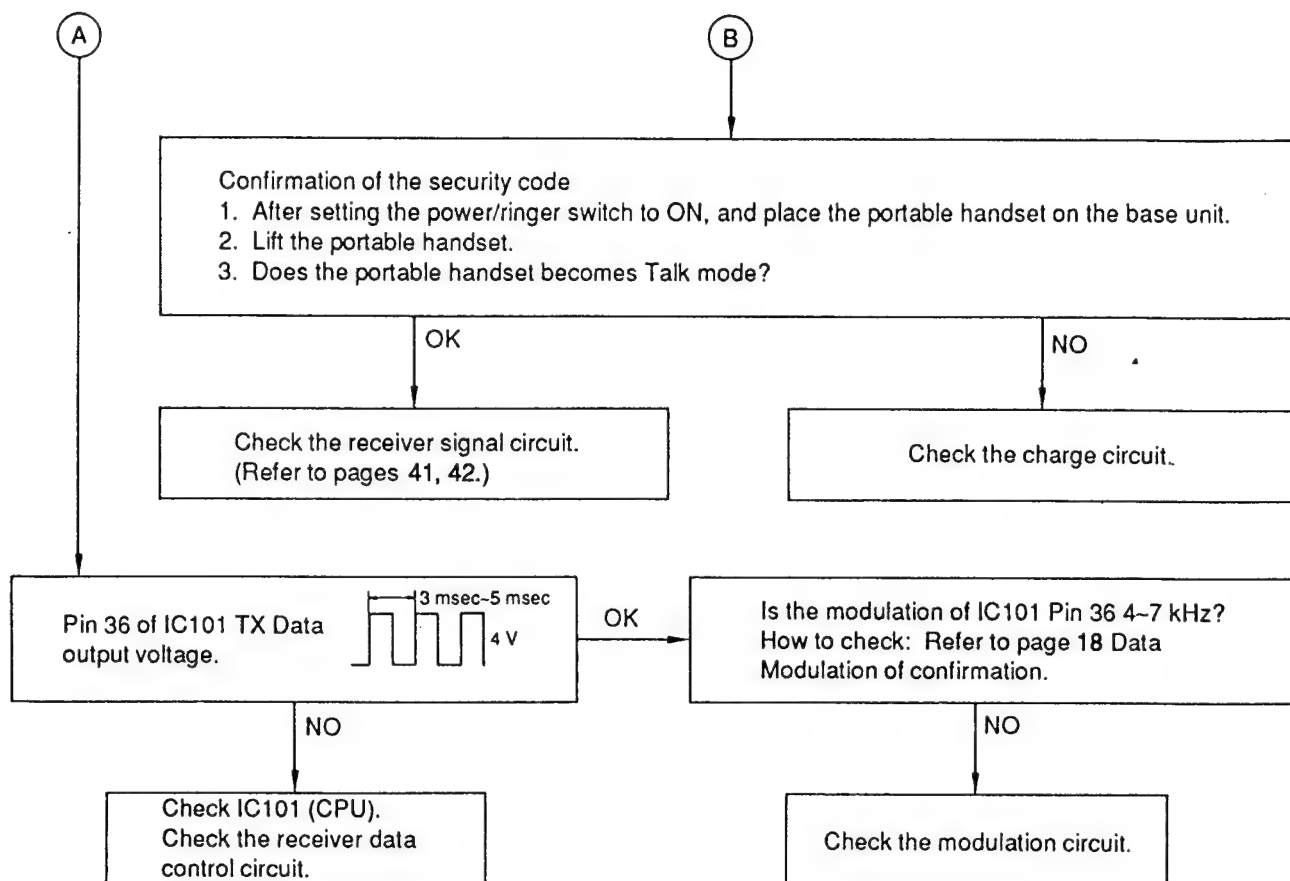 A
B
Confirmation of the security code
1. After setting the power/ringer switch to ON, and place the portable handset on the base unit.
2. Lift the portable handset.
3. Does the portable handset becomes Talk mode?
OK
NO
Check the receiver signal circuit.
(Refer to pages 41, 42.)
Check the charge circuit.
Pin 36 of IC101 TX Data
output voltage.
3 msec~5 msec
4 V
OK
Is the modulation of IC101 Pin 36 4~7 kHz?
How to check: Refer to page 18 Data
Modulation of confirmation.
NO
NO
Check IC101 (CPU).
Check the receiver data
control circuit.
Check the modulation circuit.